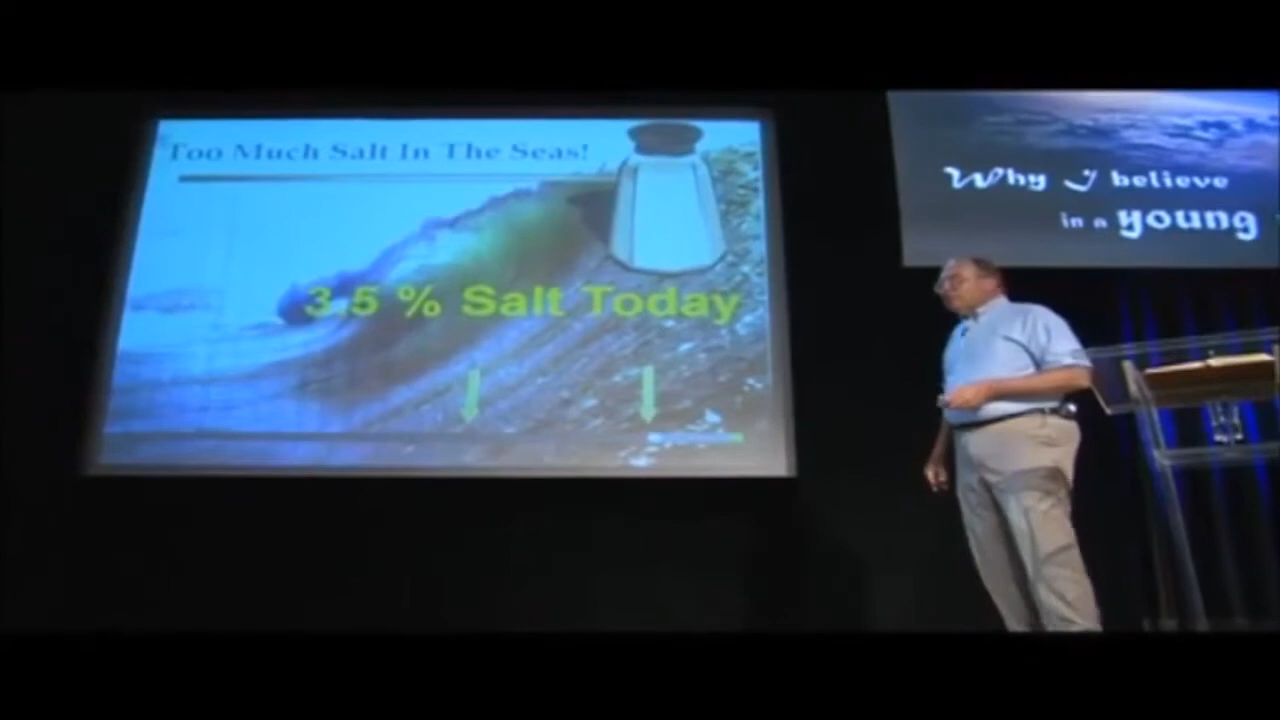 Too Much Salt In The Seas!
3.5 % Salt Today
Why I believe
in a young